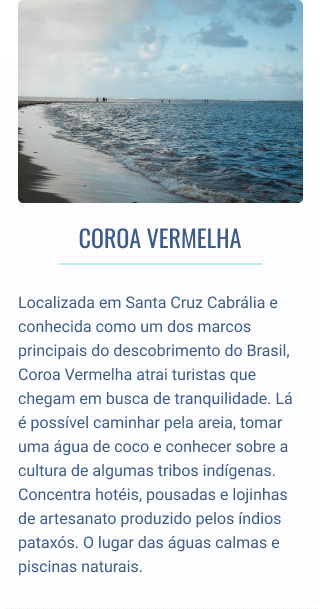 COROA VERMELHA
Localizada em Santa Cruz Cabrália e
conhecida como um dos marcos
principais do descobrimento do Brasil,
Coroa Vermelha atrai turistas que
chegam em busca de tranquilidade. Lá
é possível caminhar pela areia, tomar
uma água de coco e conhecer sobre a
cultura de algumas tribos indígenas.
Concentra hotéis, pousadas e lojinhas
de artesanato produzido pelos índios
pataxós. O lugar das águas calmas e
piscinas naturais.